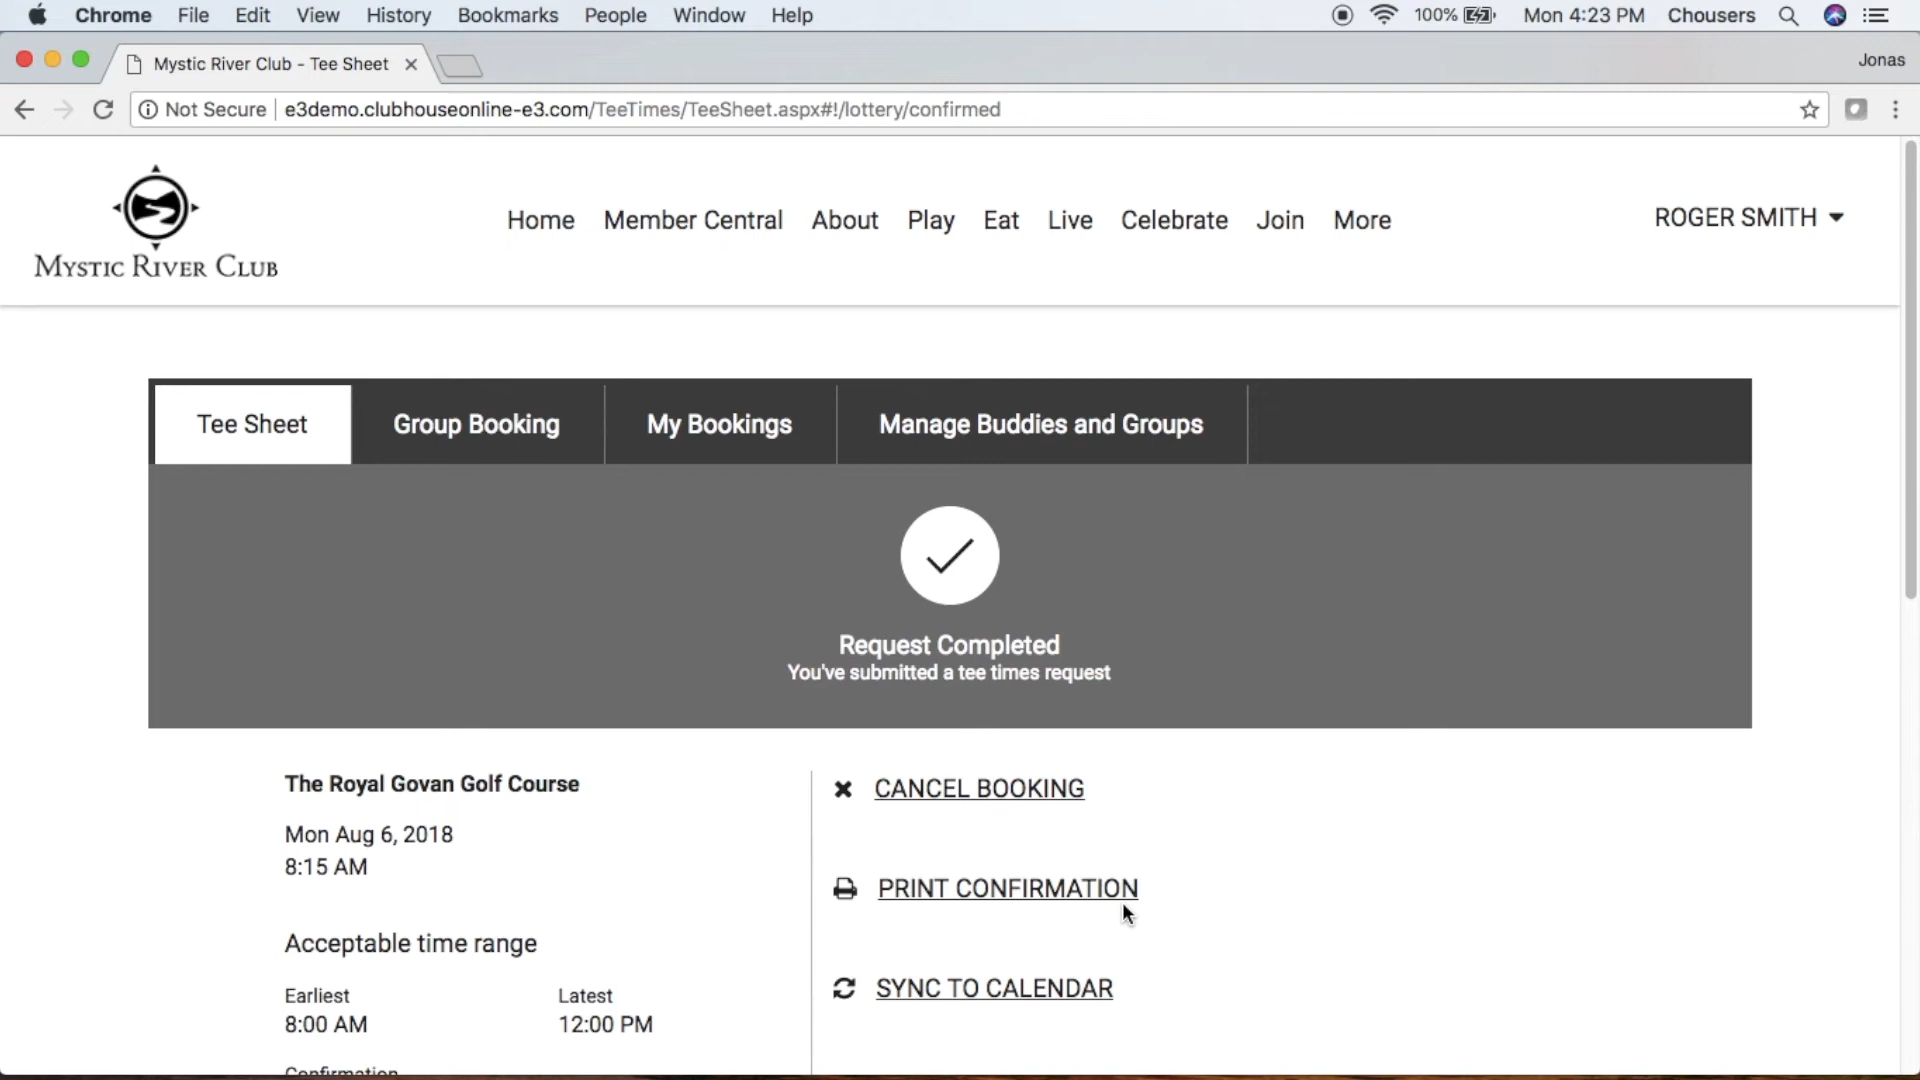 Chrome File Edit View History Bookmarks People Window Help 100% Mon 4:23 PM Chousers
Mystic River Club - Tee Sheet
Jonas
Not Secure e3demo.clubhouseonline-e3.com/TeeTimes/TeeSheet.aspx#!/lottery/confirmed
MYSTIC RIVER CLUB
Home Member Central About Play Eat Live Celebrate Join More
ROGER SMITH
Tee Sheet Group Booking My Bookings Manage Buddies and Groups
Request Completed
You've submitted a tee times request
The Royal Govan Golf Course
Mon Aug 6, 2018
8:15 AM
Acceptable time range
Earliest Latest
8:00 AM 12:00 PM
Confirmation
CANCEL BOOKING
PRINT CONFIRMATION
SYNC TO CALENDAR